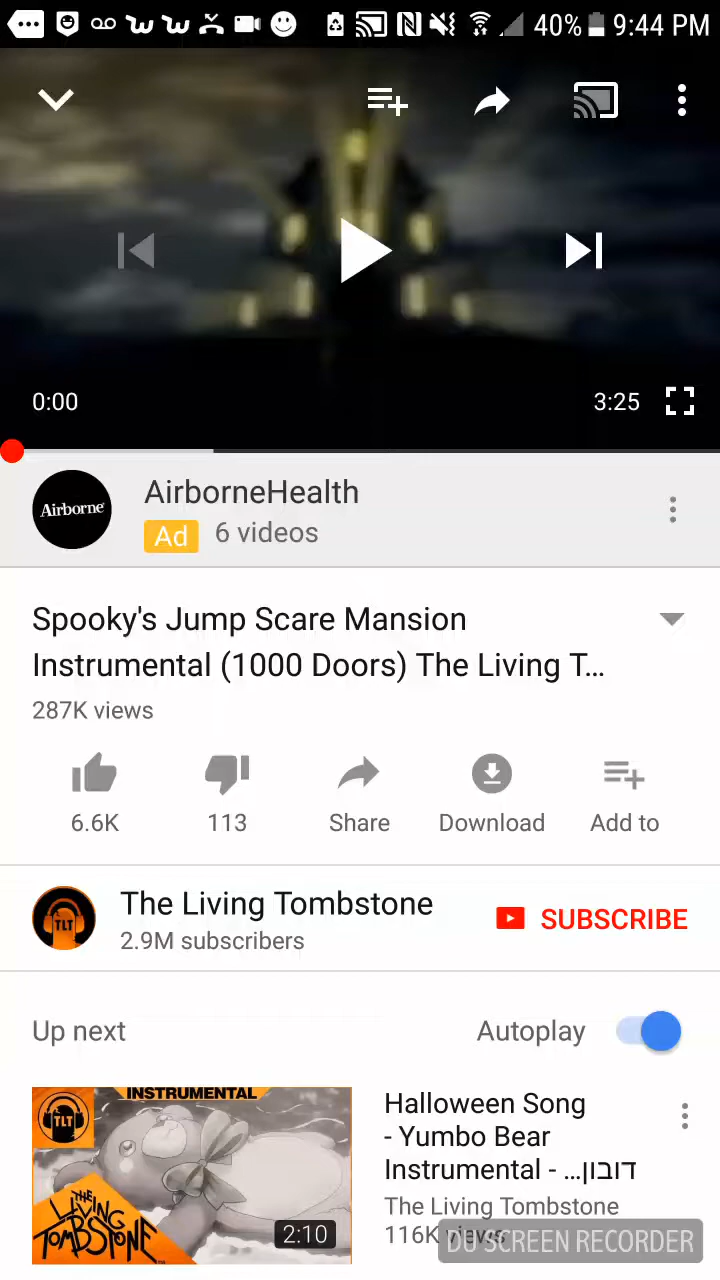 40% 9:44 PM
0:00
3:25
Airborne
AirborneHealth
Ad 6 videos
Spooky's Jump Scare Mansion
Instrumental (1000 Doors) The Living T...
287K views
6.6K
113
Share
Download
Add to
TLT
The Living Tombstone
2.9M subscribers
SUBSCRIBE
Up next
Autoplay
INSTRUMENTAL
TLT
THE
LIVING
TOMBSTONE
2:10
Halloween Song
- Yumbo Bear
Instrumental - ...דובון
The Living Tombstone
116K views
DU SCREEN RECORDER